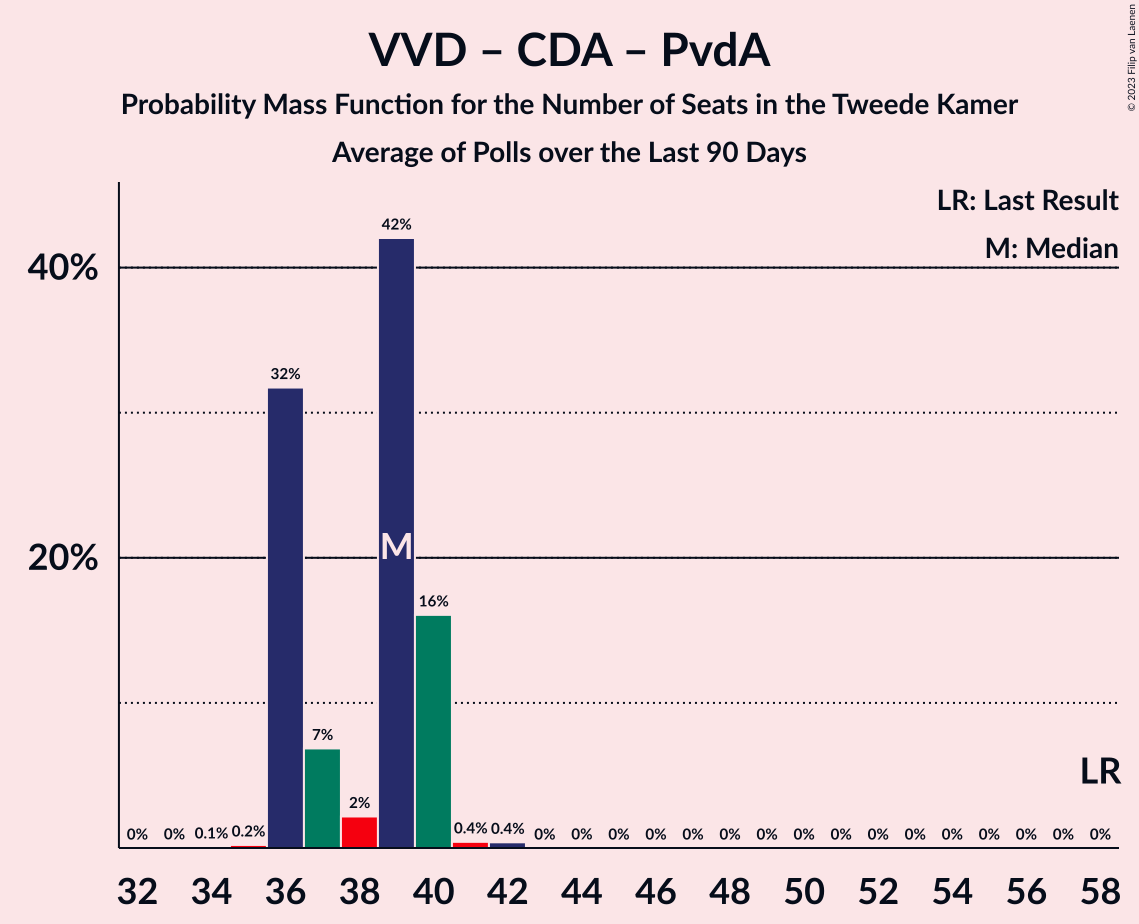 VVD – CDA – PvdA
Probability Mass Function for the Number of Seats in the Tweede Kamer
Average of Polls over the Last 90 Days
© 2023 Filip van Laenen
LR: Last Result
M: Median
40%
20%
0% 0% 0.1% 0.2% 32% 7% 2% 42% 16% 0.4% 0.4% 0% 0% 0% 0% 0% 0% 0% 0% 0% 0% 0% 0% 0% 0% 0% 0%
M
LR
32 34 36 38 40 42 44 46 48 50 52 54 56 58